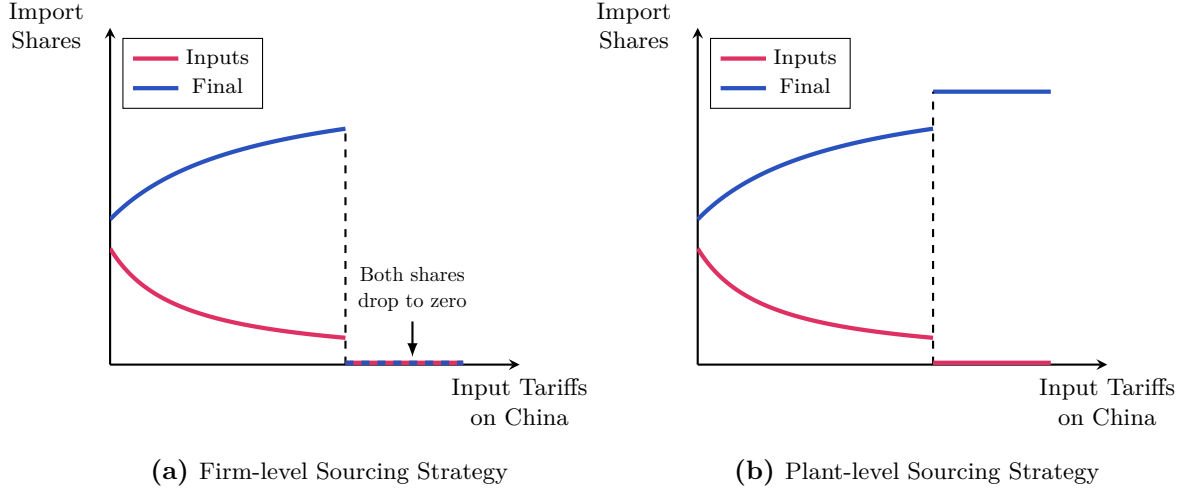 Import
Shares
Inputs
Final
Both shares
drop to zero
Input Tariffs
on China
(a) Firm-level Sourcing Strategy
Import
Shares
Inputs
Final
Input Tariffs
on China
(b) Plant-level Sourcing Strategy